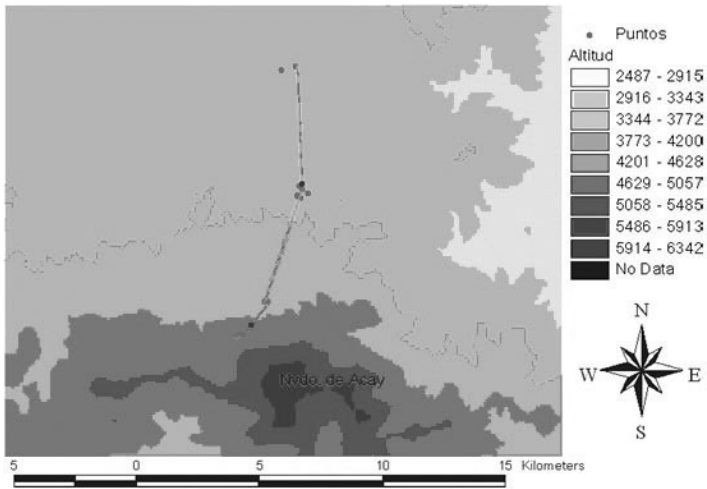 Puntos
Altitud
2487 - 2915
2916 - 3343
3344 - 3772
3773 - 4200
4201 - 4628
4629 - 5057
5058 - 5485
5486 - 5913
5914 - 6342
No Data
Nvdo. de Acay
N
W E
S
5 0 5 10 15 Kilometers